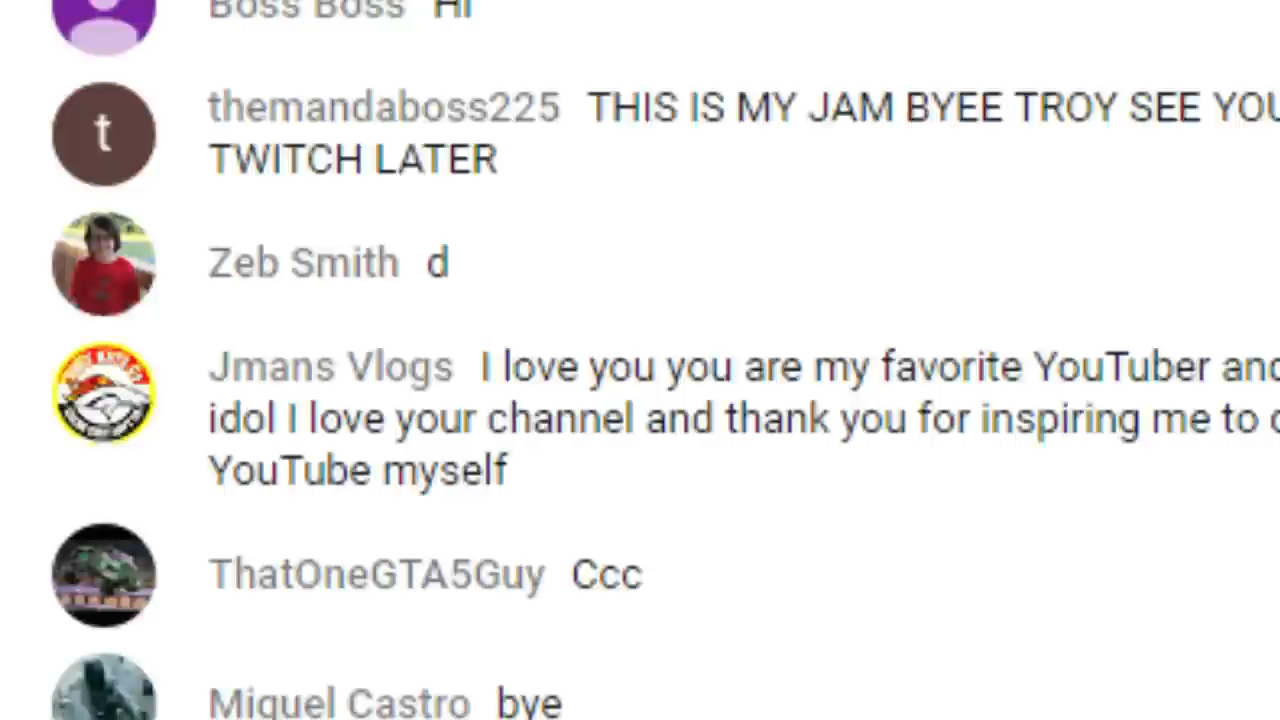 Boss Boss Hi
themandaboss225 THIS IS MY JAM BYEE TROY SEE YOU
TWITCH LATER
t
Zeb Smith d
Jmans Vlogs I love you you are my favorite YouTuber and
idol I love your channel and thank you for inspiring me to
YouTube myself
ThatOneGTA5Guy Ccc
Miguel Castro bye